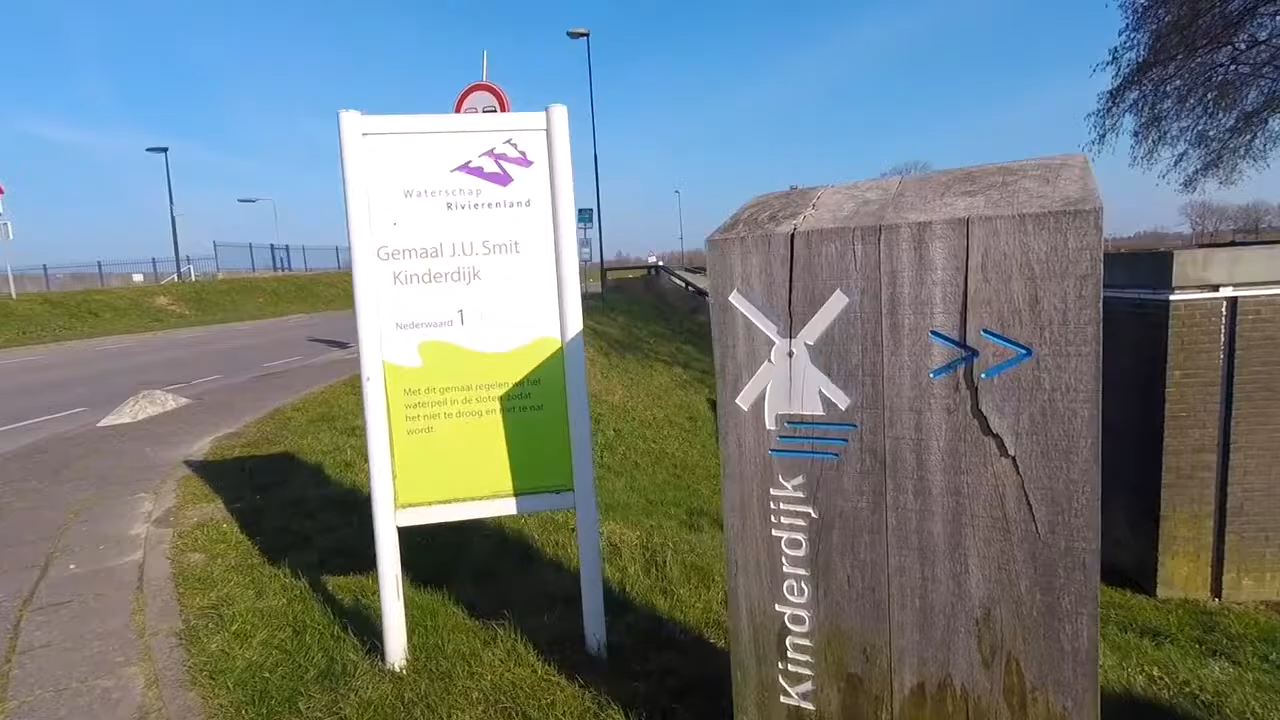 Waterschap
Rivierenland
Gemaal J.U. Smit
Kinderdijk
Nederwaard 1
Met dit gemaal regelen wij het
waterpeil in de sloten, zodat
het niet te droog en niet te nat
wordt.
Kinderdijk